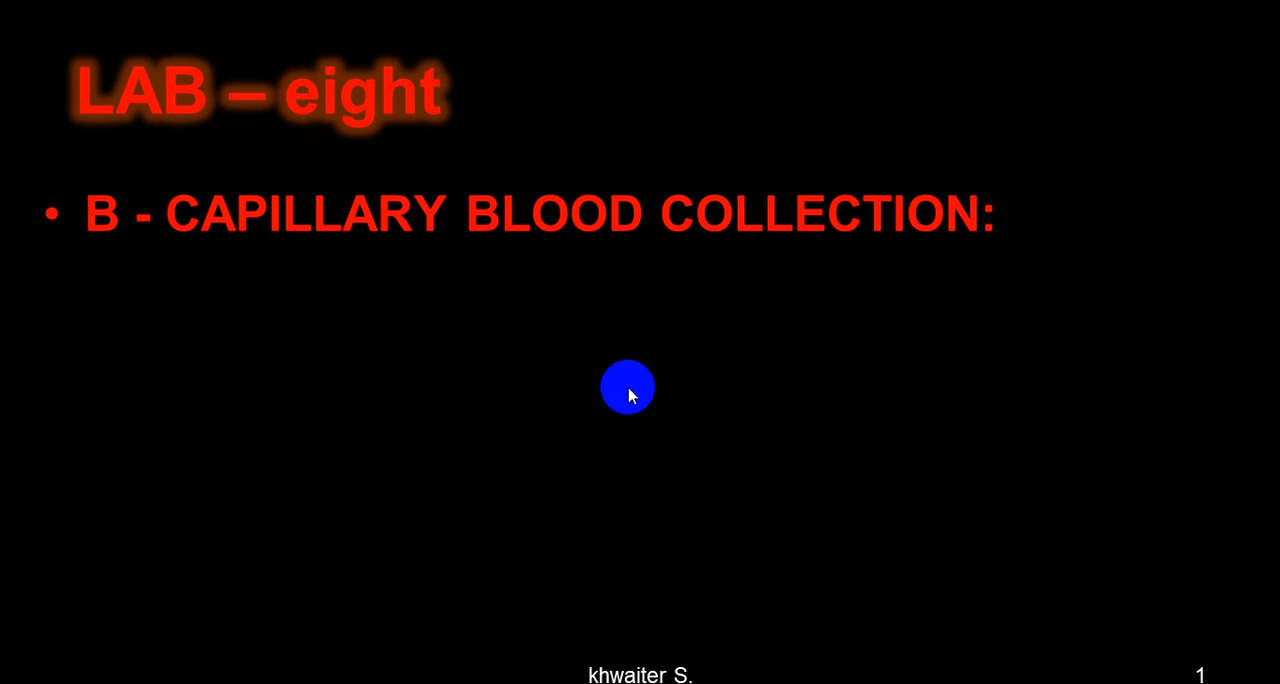 LAB – eight
• B - CAPILLARY BLOOD COLLECTION:
khwaiter S.
1